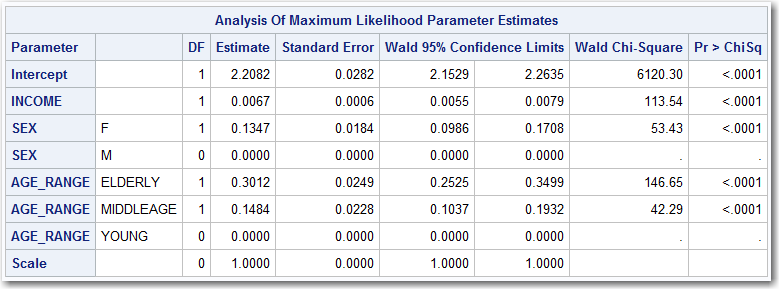 Analysis Of Maximum Likelihood Parameter Estimates
Parameter DF Estimate Standard Error Wald 95% Confidence Limits Wald Chi-Square Pr > ChiSq
Intercept 1 2.2082 0.0282 2.1529 2.2635 6120.30 <.0001
INCOME 1 0.0067 0.0006 0.0055 0.0079 113.54 <.0001
SEX F 1 0.1347 0.0184 0.0986 0.1708 53.43 <.0001
SEX M 0 0.0000 0.0000 0.0000 0.0000 . .
AGE_RANGE ELDERLY 1 0.3012 0.0249 0.2525 0.3499 146.65 <.0001
AGE_RANGE MIDDLEAGE 1 0.1484 0.0228 0.1037 0.1932 42.29 <.0001
AGE_RANGE YOUNG 0 0.0000 0.0000 0.0000 0.0000 . .
Scale 0 1.0000 0.0000 1.0000 1.0000